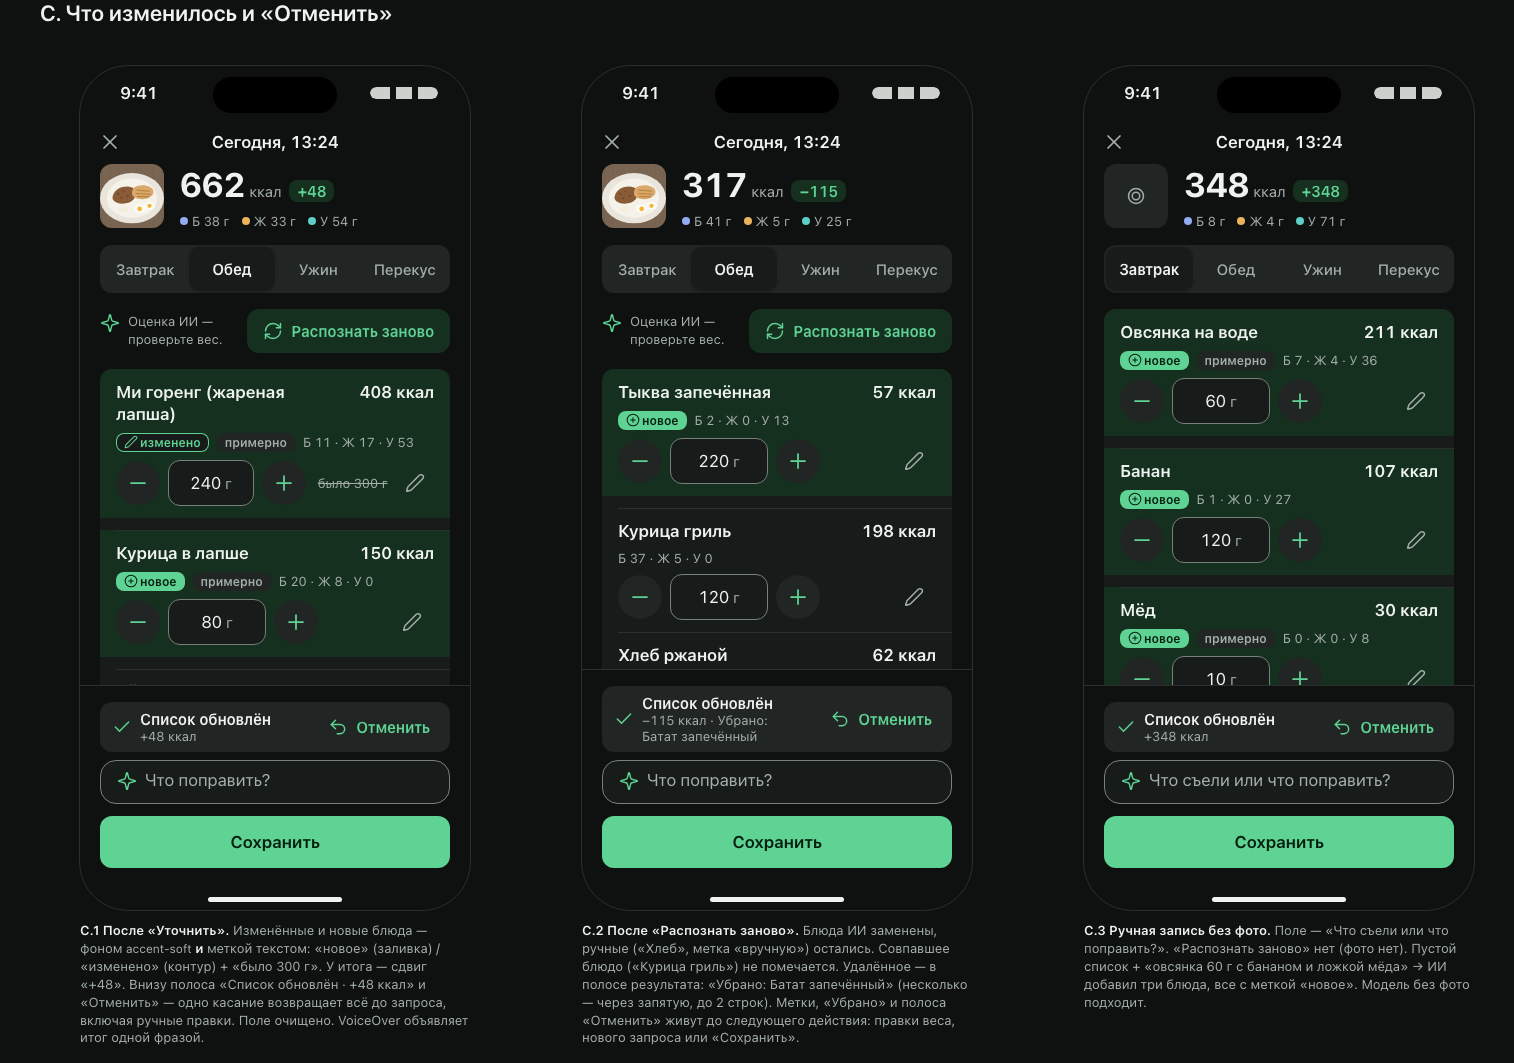 C. Что изменилось и «Отменить»
9:41
Сегодня, 13:24
662 ккал +48
Б 38 г Ж 33 г У 54 г
Завтрак Обед Ужин Перекус
Оценка ИИ —
проверьте вес.
Распознать заново
Ми горенг (жареная
лапша)
408 ккал
изменено примерно Б 11 · Ж 17 · У 53
240 г было 300 г
Курица в лапше 150 ккал
новое примерно Б 20 · Ж 8 · У 0
80 г
Список обновлён
+48 ккал
Отменить
Что поправить?
Сохранить
C.1 После «Уточнить». Изменённые и новые блюда —
фоном accent-soft и меткой текстом: «новое» (заливка) /
«изменено» (контур) + «было 300 г». У итога — сдвиг
«+48». Внизу полоса «Список обновлён · +48 ккал» и
«Отменить» — одно касание возвращает всё до запроса,
включая ручные правки. Поле очищено. VoiceOver объявляет
итог одной фразой.
9:41
Сегодня, 13:24
317 ккал −115
Б 41 г Ж 5 г У 25 г
Завтрак Обед Ужин Перекус
Оценка ИИ —
проверьте вес.
Распознать заново
Тыква запечённая 57 ккал
новое Б 2 · Ж 0 · У 13
220 г
Курица гриль 198 ккал
Б 37 · Ж 5 · У 0
120 г
Хлеб ржаной 62 ккал
Список обновлён
−115 ккал · Убрано:
Батат запечённый
Отменить
Что поправить?
Сохранить
C.2 После «Распознать заново». Блюда ИИ заменены,
ручные («Хлеб», метка «вручную») остались. Совпавшее
блюдо («Курица гриль») не помечается. Удалённое — в
полосе результата: «Убрано: Батат запечённый» (несколько
— через запятую, до 2 строк). Метки, «Убрано» и полоса
«Отменить» живут до следующего действия: правки веса,
нового запроса или «Сохранить».
9:41
Сегодня, 13:24
348 ккал +348
Б 8 г Ж 4 г У 71 г
Завтрак Обед Ужин Перекус
Овсянка на воде 211 ккал
новое примерно Б 7 · Ж 4 · У 36
60 г
Банан 107 ккал
новое Б 1 · Ж 0 · У 27
120 г
Мёд 30 ккал
новое примерно Б 0 · Ж 0 · У 8
10 г
Список обновлён
+348 ккал
Отменить
Что съели или что поправить?
Сохранить
C.3 Ручная запись без фото. Поле — «Что съели или что
поправить?». «Распознать заново» нет (фото нет). Пустой
список + «овсянка 60 г с бананом и ложкой мёда» → ИИ
добавил три блюда, все с меткой «новое». Модель без фото
подходит.